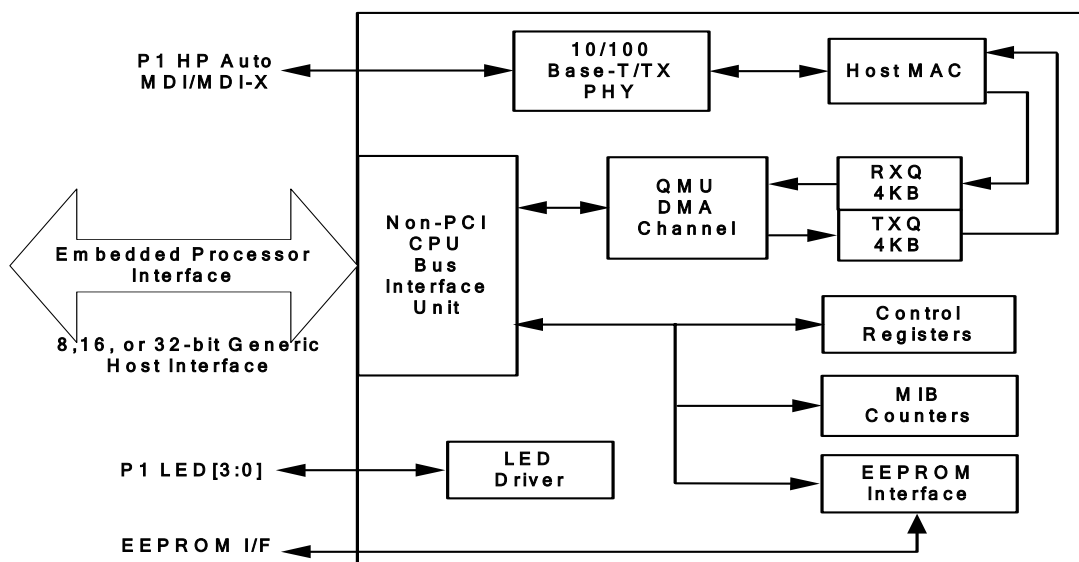 P1 HP Auto
MDI/MDI-X
10/100
Base-T/TX
PHY
Host MAC
RXQ
4KB
TXQ
4KB
QMU
DMA
Channel
Non-PCI
CPU
Bus
Interface
Unit
Embedded Processor
Interface
8,16, or 32-bit Generic
Host Interface
Control
Registers
MIB
Counters
P1 LED[3:0]
LED
Driver
EEPROM
Interface
EEPROM I/F